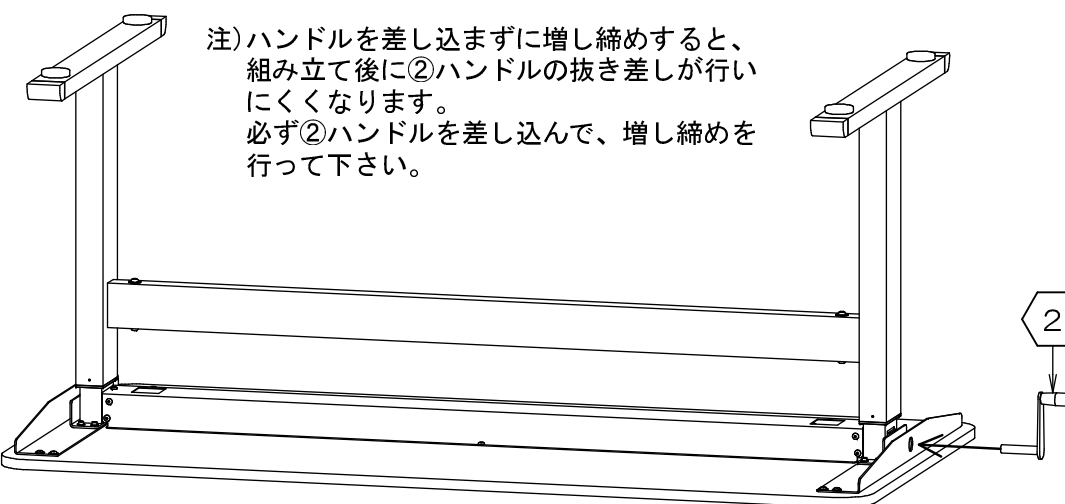 注)ハンドルを差し込まずに増し締めすると、
組み立て後に②ハンドルの抜き差しが行い
にくくなります。
必ず②ハンドルを差し込んで、増し締めを
行って下さい。
2